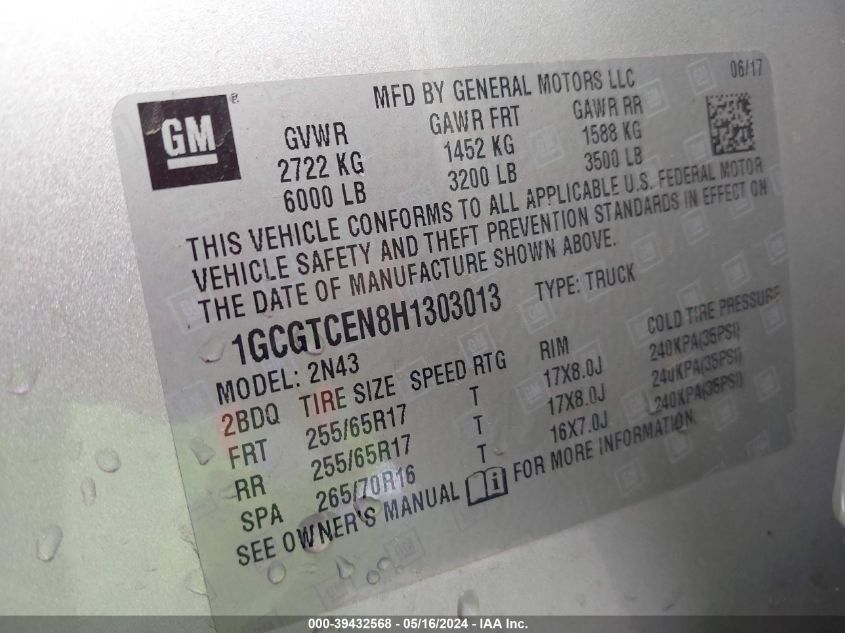 06/17
MFD BY GENERAL MOTORS LLC
GM ®
GVWR GAWR FRT GAWR RR
2722 KG 1452 KG 1588 KG
6000 LB 3200 LB 3500 LB
THIS VEHICLE CONFORMS TO ALL APPLICABLE U.S. FEDERAL MOTOR
VEHICLE SAFETY AND THEFT PREVENTION STANDARDS IN EFFECT ON
THE DATE OF MANUFACTURE SHOWN ABOVE.
1GCGTCEN8H1303013 TYPE: TRUCK
MODEL: 2N43
2BDQ TIRE SIZE SPEED RTG RIM COLD TIRE PRESSURE
FRT 255/65R17 T 17X8.0J 240KPA(35PSI)
RR 255/65R17 T 17X8.0J 240KPA(35PSI)
SPA 265/70R16 T 16X7.0J 240KPA(35PSI)
SEE OWNER'S MANUAL i FOR MORE INFORMATION.
000-39432568 - 05/16/2024 - IAA Inc.